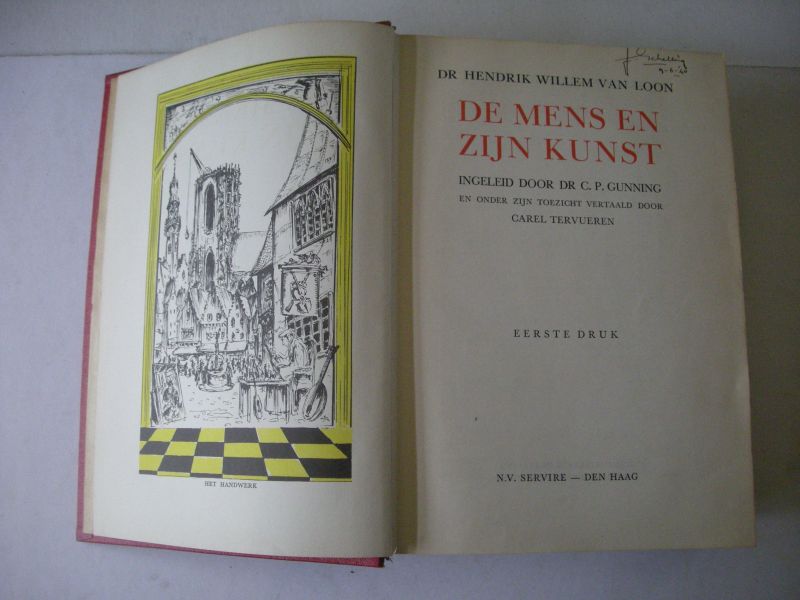 HET HANDWERK
DR HENDRIK WILLEM VAN LOON
DE MENS EN
ZIJN KUNST
INGELEID DOOR DR C. P. GUNNING
EN ONDER ZIJN TOEZICHT VERTAALD DOOR
CAREL TERVUEREN
EERSTE DRUK
N.V. SERVIRE — DEN HAAG